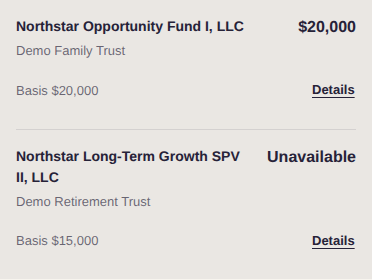 Northstar Opportunity Fund I, LLC $20,000
Demo Family Trust
Basis $20,000 Details
Northstar Long-Term Growth SPV Unavailable
II, LLC
Demo Retirement Trust
Basis $15,000 Details